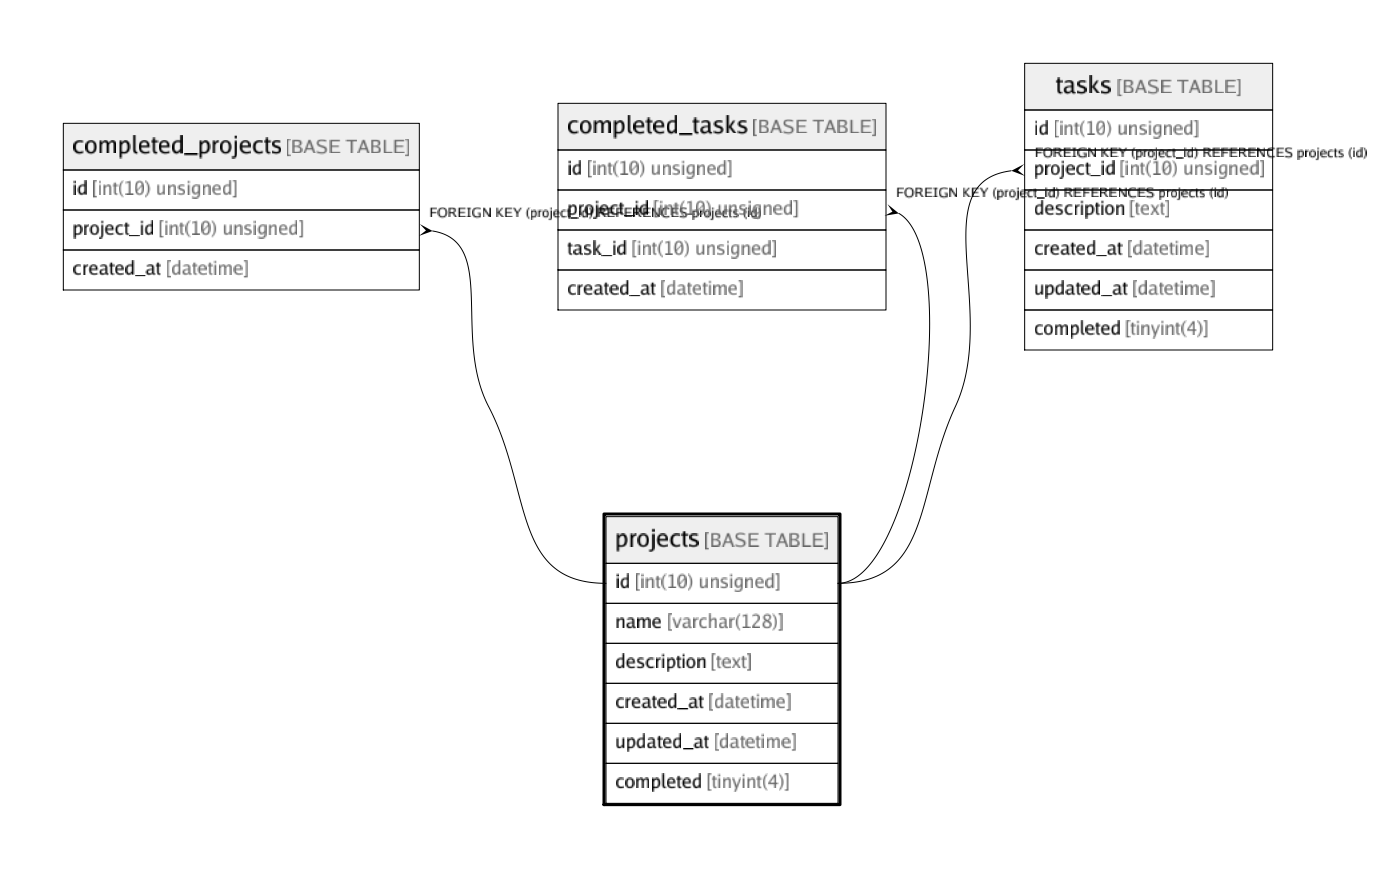 completed_projects [BASE TABLE]
id [int(10) unsigned]
project_id [int(10) unsigned]
created_at [datetime]
FOREIGN KEY (project_id) REFERENCES projects (id)
completed_tasks [BASE TABLE]
id [int(10) unsigned]
project_id [int(10) unsigned]
task_id [int(10) unsigned]
created_at [datetime]
FOREIGN KEY (project_id) REFERENCES projects (id)
tasks [BASE TABLE]
id [int(10) unsigned]
FOREIGN KEY (project_id) REFERENCES projects (id)
project_id [int(10) unsigned]
description [text]
created_at [datetime]
updated_at [datetime]
completed [tinyint(4)]
projects [BASE TABLE]
id [int(10) unsigned]
name [varchar(128)]
description [text]
created_at [datetime]
updated_at [datetime]
completed [tinyint(4)]